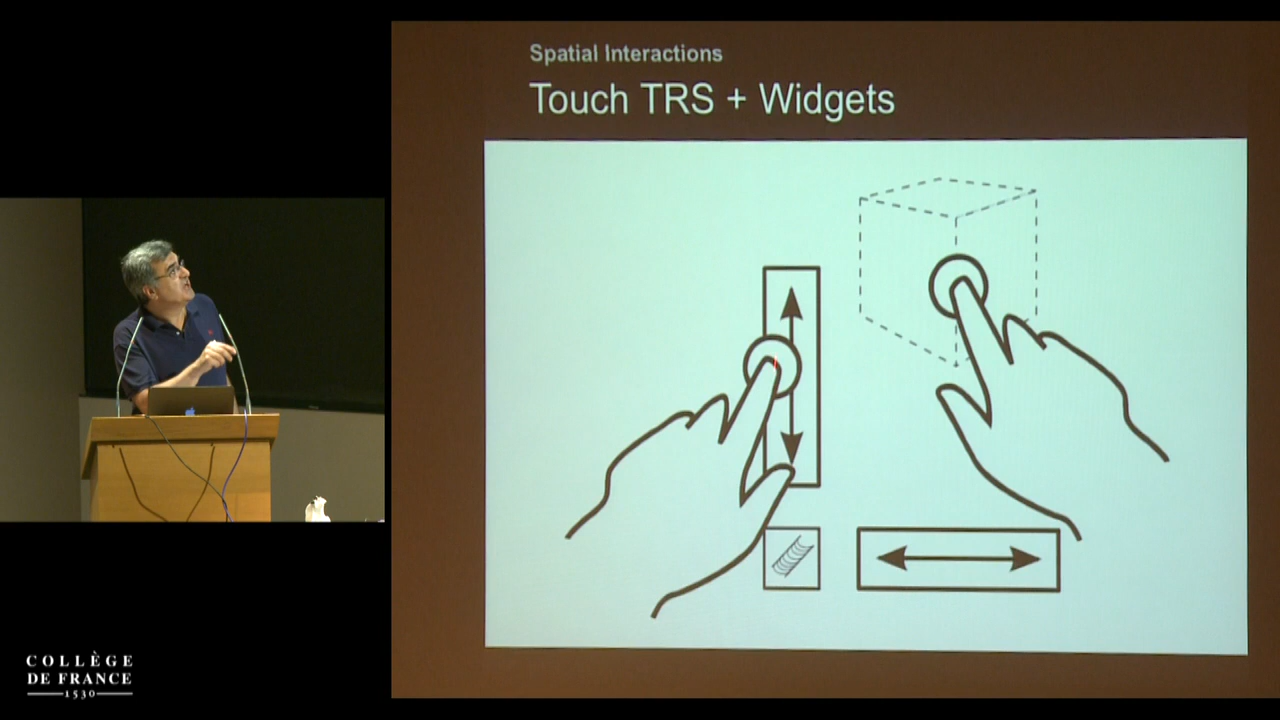 Spatial Interactions
Touch TRS + Widgets
COLLÈGE
DE FRANCE
1530